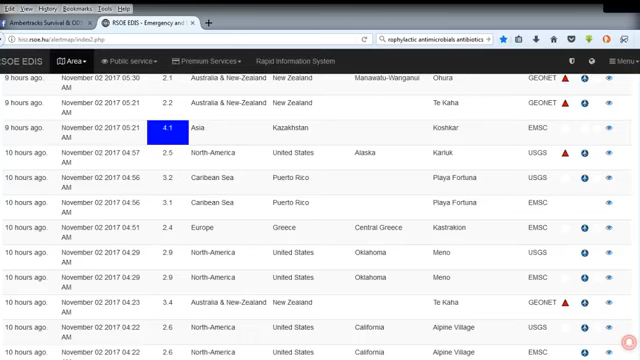 Edit View History Bookmarks Tools Help
Ambertracks Survival & ODS RSOE EDIS - Emergency and
hisz.rsoe.hu/alertmap/index2.php rophylactic antimicrobials antibiotics
RSOE EDIS Area Public service Premium Services Rapid Information System Menu
9 hours ago. November 02 2017 05:30 AM 2.1 Australia & New-Zealand New Zealand Manawatu-Wanganui Ohura GEONET
9 hours ago. November 02 2017 05:21 AM 2.2 Australia & New-Zealand New Zealand Te Kaha GEONET
9 hours ago. November 02 2017 05:21 AM 4.1 Asia Kazakhstan Koshkar EMSC
10 hours ago. November 02 2017 04:57 AM 2.5 North-America United States Alaska Karluk USGS
10 hours ago. November 02 2017 04:56 AM 3.2 Caribean Sea Puerto Rico Playa Fortuna USGS
10 hours ago. November 02 2017 04:56 AM 3.1 Caribean Sea Puerto Rico Playa Fortuna EMSC
10 hours ago. November 02 2017 04:51 AM 2.4 Europe Greece Central Greece Kastrakion EMSC
10 hours ago. November 02 2017 04:29 AM 2.9 North-America United States Oklahoma Meno USGS
10 hours ago. November 02 2017 04:29 AM 2.9 North-America United States Oklahoma Meno EMSC
10 hours ago. November 02 2017 04:23 AM 3.4 Australia & New-Zealand New Zealand Te Kaha GEONET
10 hours ago. November 02 2017 04:22 AM 2.6 North-America United States California Alpine Village USGS
10 hours ago. November 02 2017 04:22 2.6 North-America United States California Alpine Village EMSC